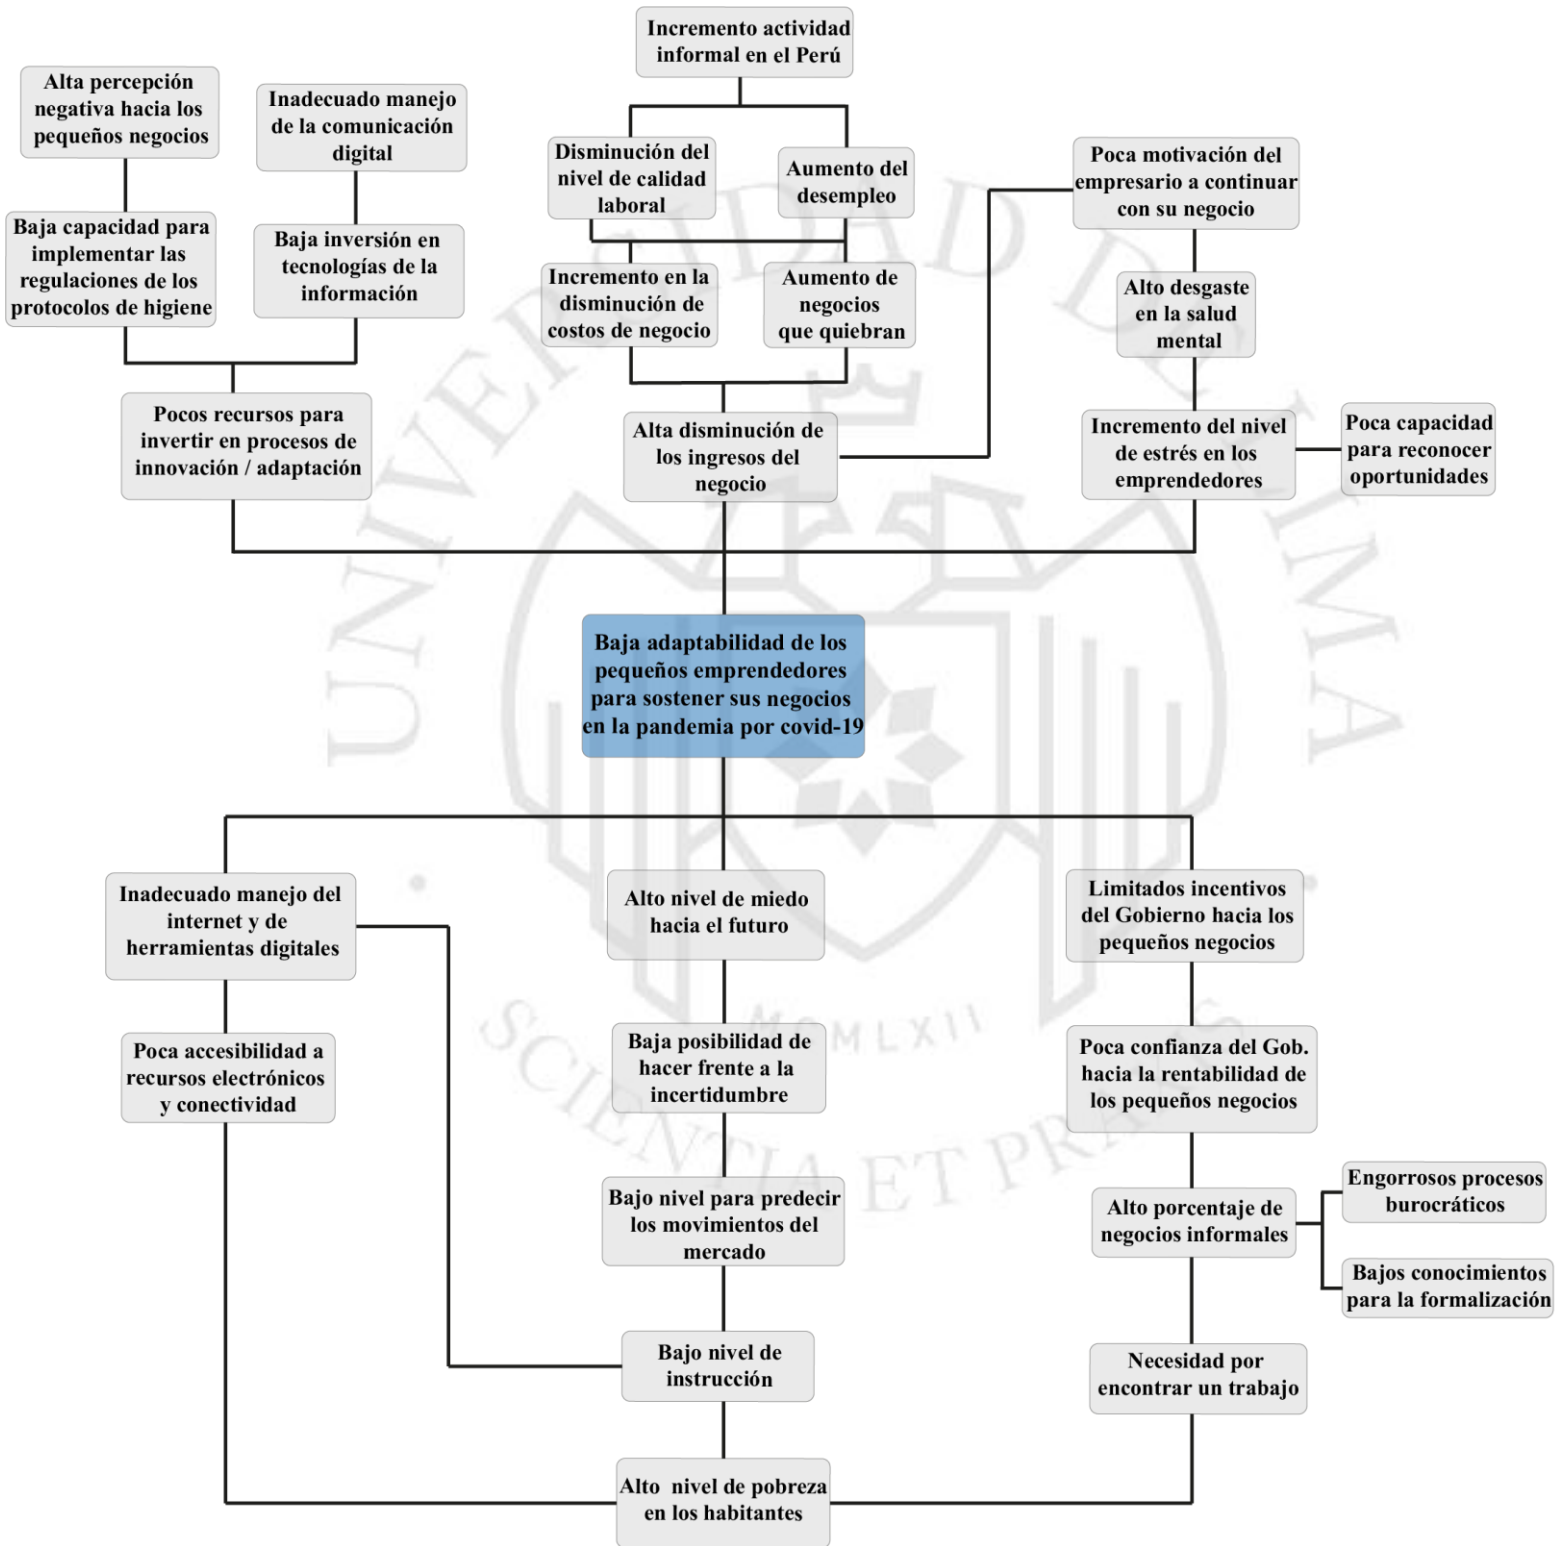 Incremento actividad
informal en el Perú
Alta percepción
negativa hacia los
pequeños negocios
Inadecuado manejo
de la comunicación
digital
Disminución del
nivel de calidad
laboral
Aumento del
desempleo
Poca motivación del
empresario a continuar
con su negocio
Baja capacidad para
implementar las
regulaciones de los
protocolos de higiene
Baja inversión en
tecnologías de la
información
Incremento en la
disminución de
costos de negocio
Aumento de
negocios
que quiebran
Alto desgaste
en la salud
mental
Pocos recursos para
invertir en procesos de
innovación / adaptación
Alta disminución de
los ingresos del
negocio
Incremento del nivel
de estrés en los
emprendedores
Poca capacidad
para reconocer
oportunidades
Baja adaptabilidad de los
pequeños emprendedores
para sostener sus negocios
en la pandemia por covid-19
Inadecuado manejo del
internet y de
herramientas digitales
Alto nivel de miedo
hacia el futuro
Limitados incentivos
del Gobierno hacia los
pequeños negocios
Poca accesibilidad a
recursos electrónicos
y conectividad
Baja posibilidad de
hacer frente a la
incertidumbre
Poca confianza del Gob.
hacia la rentabilidad de
los pequeños negocios
Bajo nivel para predecir
los movimientos del
mercado
Alto porcentaje de
negocios informales
Engorrosos procesos
burocráticos
Bajos conocimientos
para la formalización
Bajo nivel de
instrucción
Necesidad por
encontrar un trabajo
Alto nivel de pobreza
en los habitantes
UNIVERSIDAD DE LIMA
MCMLXII
SCIENTIA ET PRAXIS